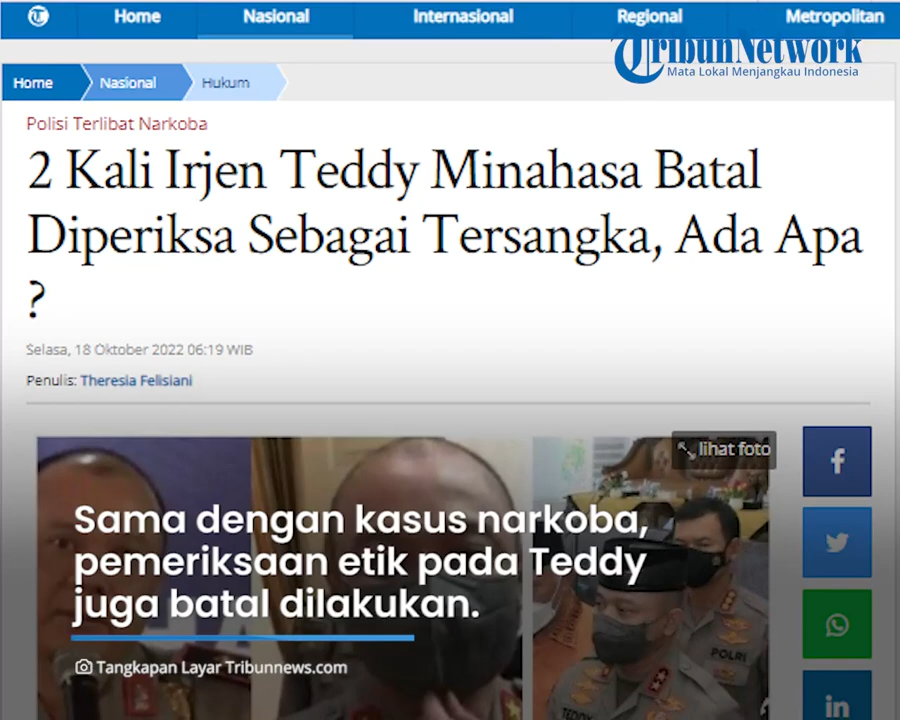 Home Nasional Internasional Regional Metropolitan
TribunNetwork
Mata Lokal Menjangkau Indonesia
Home Nasional Hukum
Polisi Terlibat Narkoba
2 Kali Irjen Teddy Minahasa Batal
Diperiksa Sebagai Tersangka, Ada Apa
?
Selasa, 18 Oktober 2022 06:19 WIB
Penulis: Theresia Felisiani
lihat foto
Sama dengan kasus narkoba,
pemeriksaan etik pada Teddy
juga batal dilakukan.
Tangkapan Layar Tribunnews.com
POLRI
TEDDY